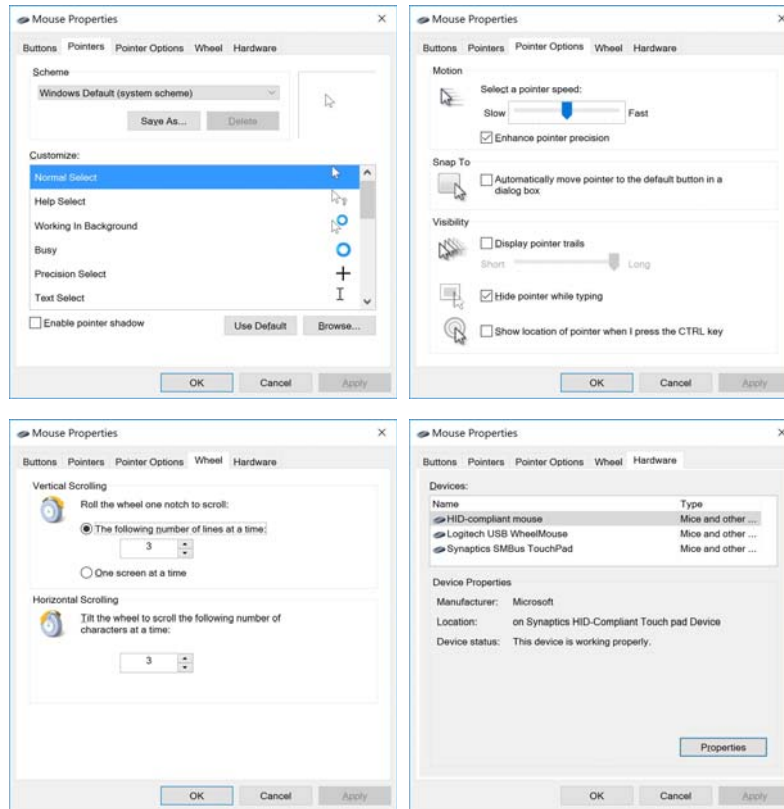 Mouse Properties
Buttons Pointers Pointer Options Wheel Hardware
Scheme
Windows Default (system scheme)
Save As... Delete
Customize:
Normal Select
Help Select
Working In Background
Busy
Precision Select
Text Select
Enable pointer shadow Use Default Browse...
OK Cancel Apply
Mouse Properties
Buttons Pointers Pointer Options Wheel Hardware
Motion
Select a pointer speed:
Slow Fast
Enhance pointer precision
Snap To
Automatically move pointer to the default button in a
dialog box
Visibility
Display pointer trails
Short Long
Hide pointer while typing
Show location of pointer when I press the CTRL key
OK Cancel Apply
Mouse Properties
Buttons Pointers Pointer Options Wheel Hardware
Vertical Scrolling
Roll the wheel one notch to scroll:
The following number of lines at a time:
3
One screen at a time
Horizontal Scrolling
Tilt the wheel to scroll the following number of
characters at a time:
3
OK Cancel Apply
Mouse Properties
Buttons Pointers Pointer Options Wheel Hardware
Devices:
Name Type
HID-compliant mouse Mice and other ...
Logitech USB WheelMouse Mice and other ...
Synaptics SMBus TouchPad Mice and other ...
Device Properties
Manufacturer: Microsoft
Location: on Synaptics HID-Compliant Touch pad Device
Device status: This device is working properly.
Properties
OK Cancel Apply